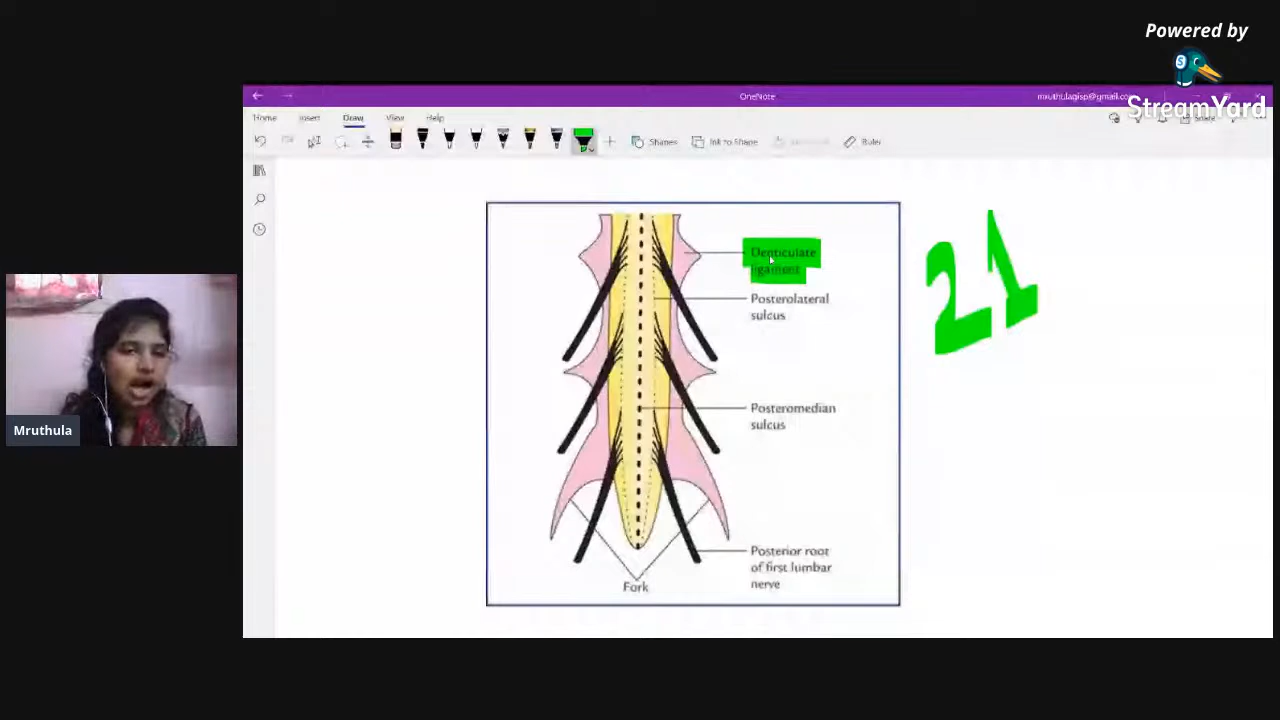 Powered by
StreamYard
OneNote
Home Insert Draw View Help
Shapes Ink to Shape Ruler
Denticulate
ligament
21
Posterolateral
sulcus
Mruthula
Posteromedian
sulcus
Posterior root
of first lumbar
nerve
Fork